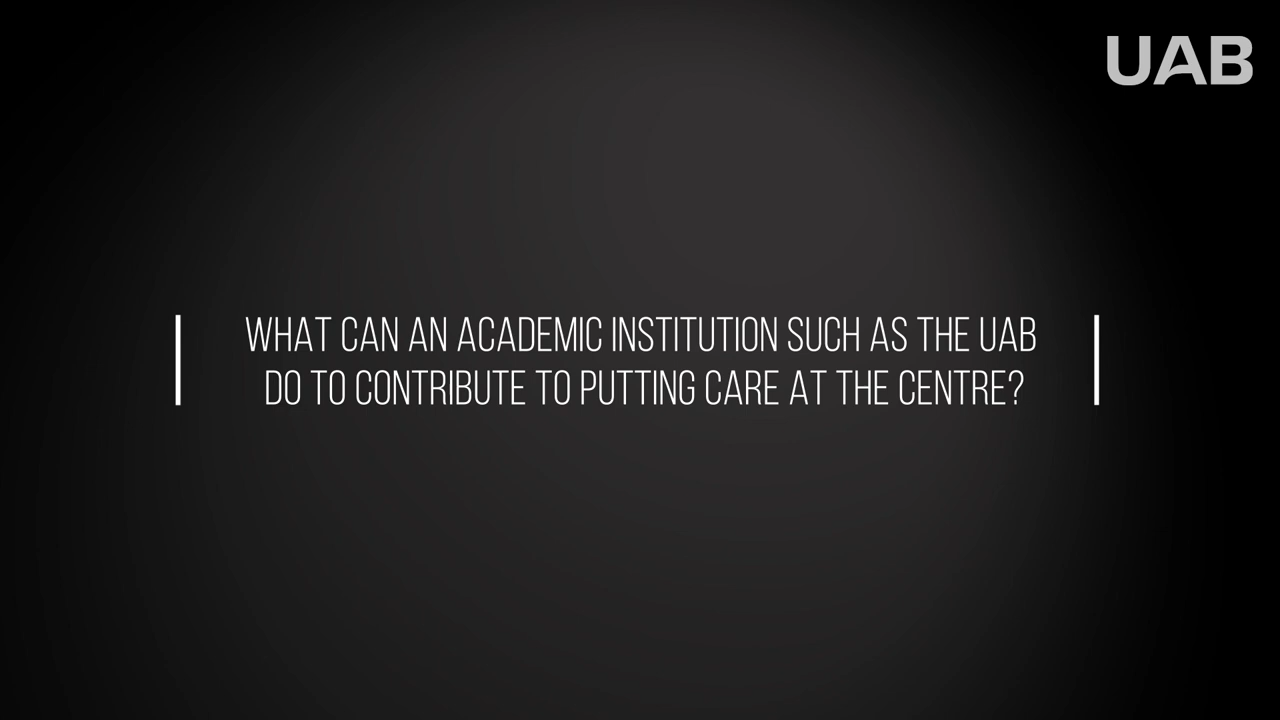 UAB
WHAT CAN AN ACADEMIC INSTITUTION SUCH AS THE UAB
DO TO CONTRIBUTE TO PUTTING CARE AT THE CENTRE?